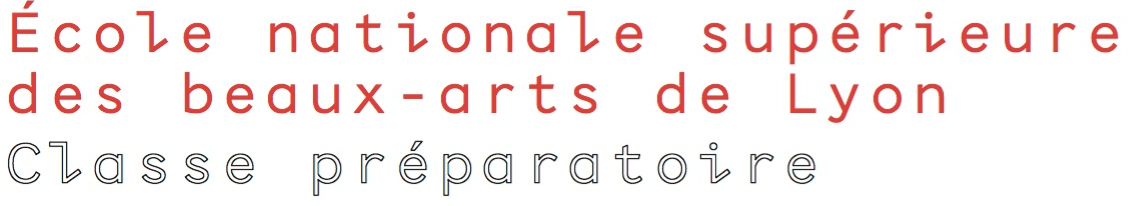 École nationale supérieure
des beaux-arts de Lyon
Classe préparatoire